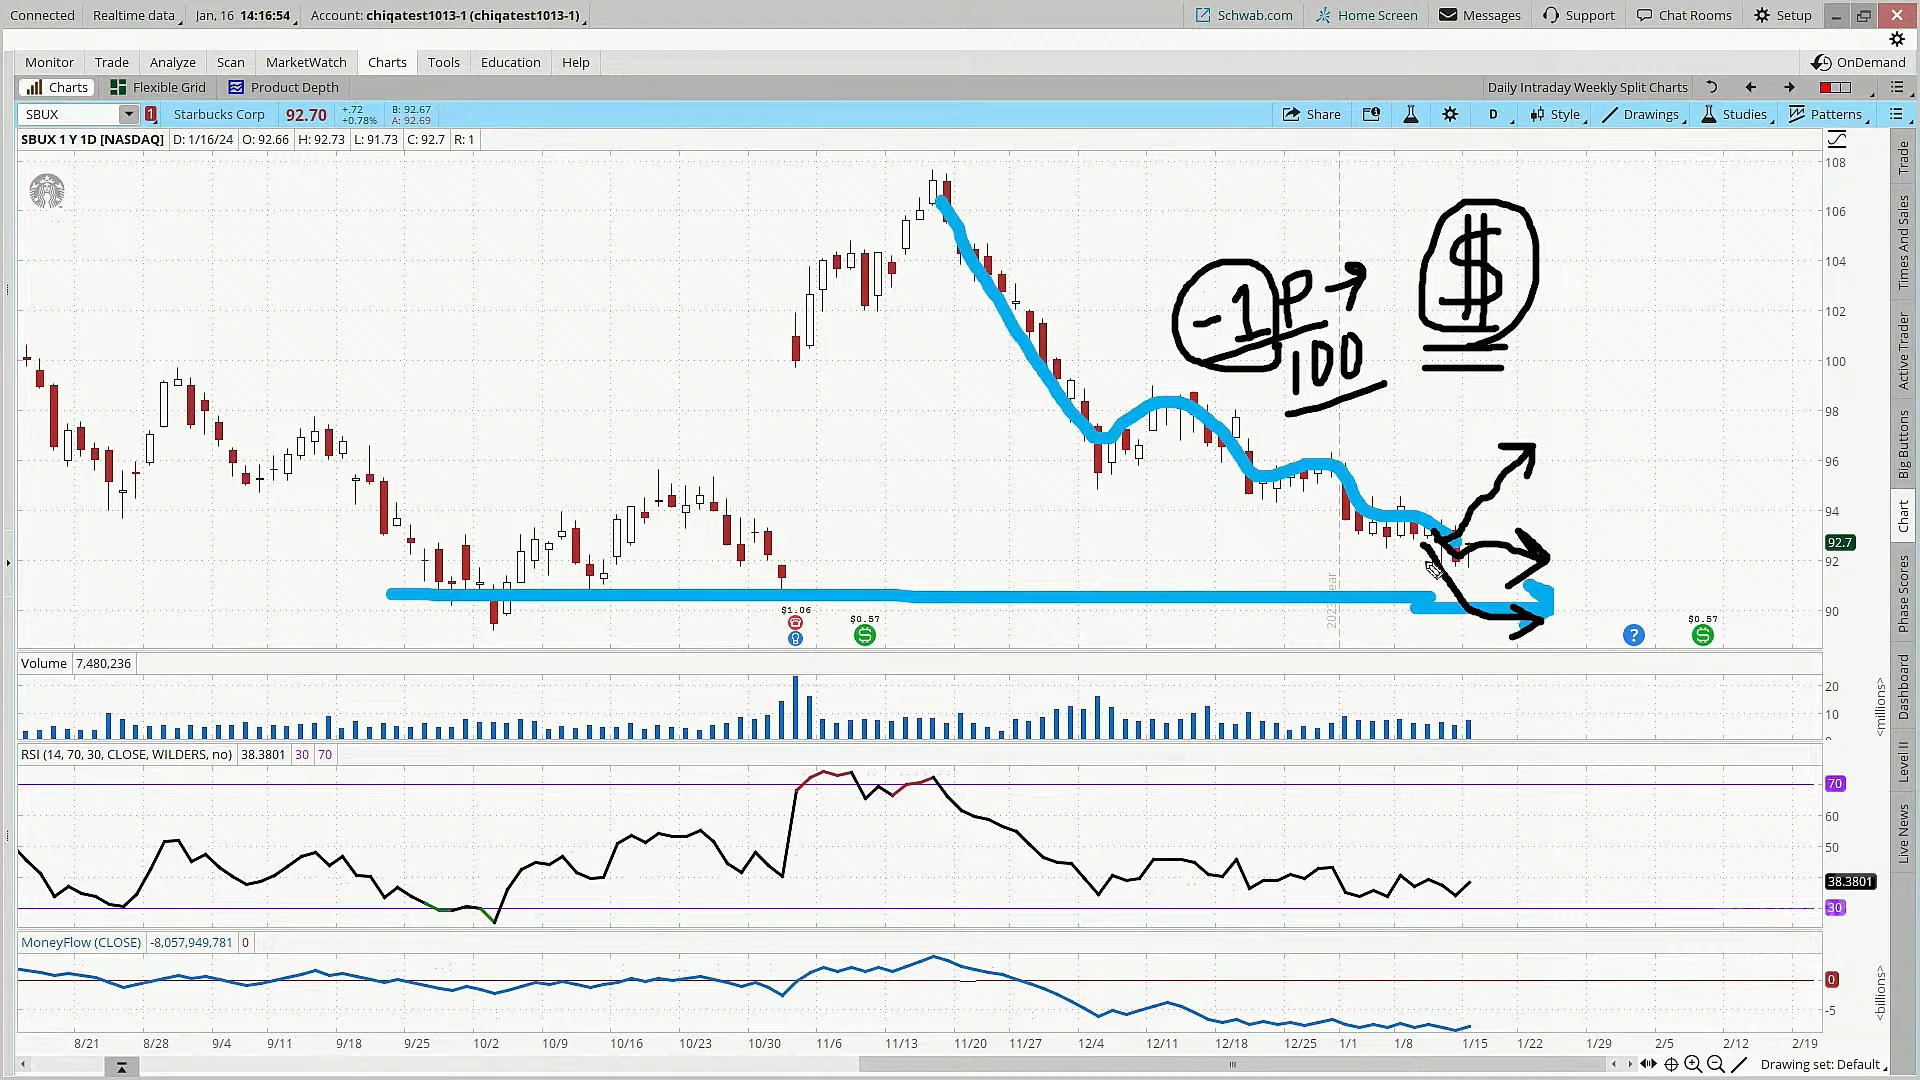 Connected Realtime data Jan, 16 14:16:54 Account: chiqatest1013-1 (chiqatest1013-1) Schwab.com Home Screen Messages Support Chat Rooms Setup
Monitor Trade Analyze Scan MarketWatch Charts Tools Education Help OnDemand
Charts Flexible Grid Product Depth Daily Intraday Weekly Split Charts
SBUX 1 Starbucks Corp 92.70 +.72 +0.78% B: 92.67 A: 92.69 Share D Style Drawings Studies Patterns
SBUX 1 Y 1D [NASDAQ] D: 1/16/24 O: 92.66 H: 92.73 L: 91.73 C: 92.7 R: 1
108
106
104
102
100
98
96
94
92.7
92
90
-1 P →
100
$
2023 year
$1.06 $0.57 $0.57
$ ? $
Volume 7,480,236
20
10
<millions>
RSI (14, 70, 30, CLOSE, WILDERS, no) 38.3801 30 70
70
60
50
38.3801
30
MoneyFlow (CLOSE) -8,057,949,781 0
0
-5
<billions>
8/21 8/28 9/4 9/11 9/18 9/25 10/2 10/9 10/16 10/23 10/30 11/6 11/13 11/20 11/27 12/4 12/11 12/18 12/25 1/1 1/8 1/15 1/22 1/29 2/5 2/12 2/19
Drawing set: Default
Trade
Times And Sales
Active Trader
Big Buttons
Chart
Phase Scores
Dashboard
Level II
Live News